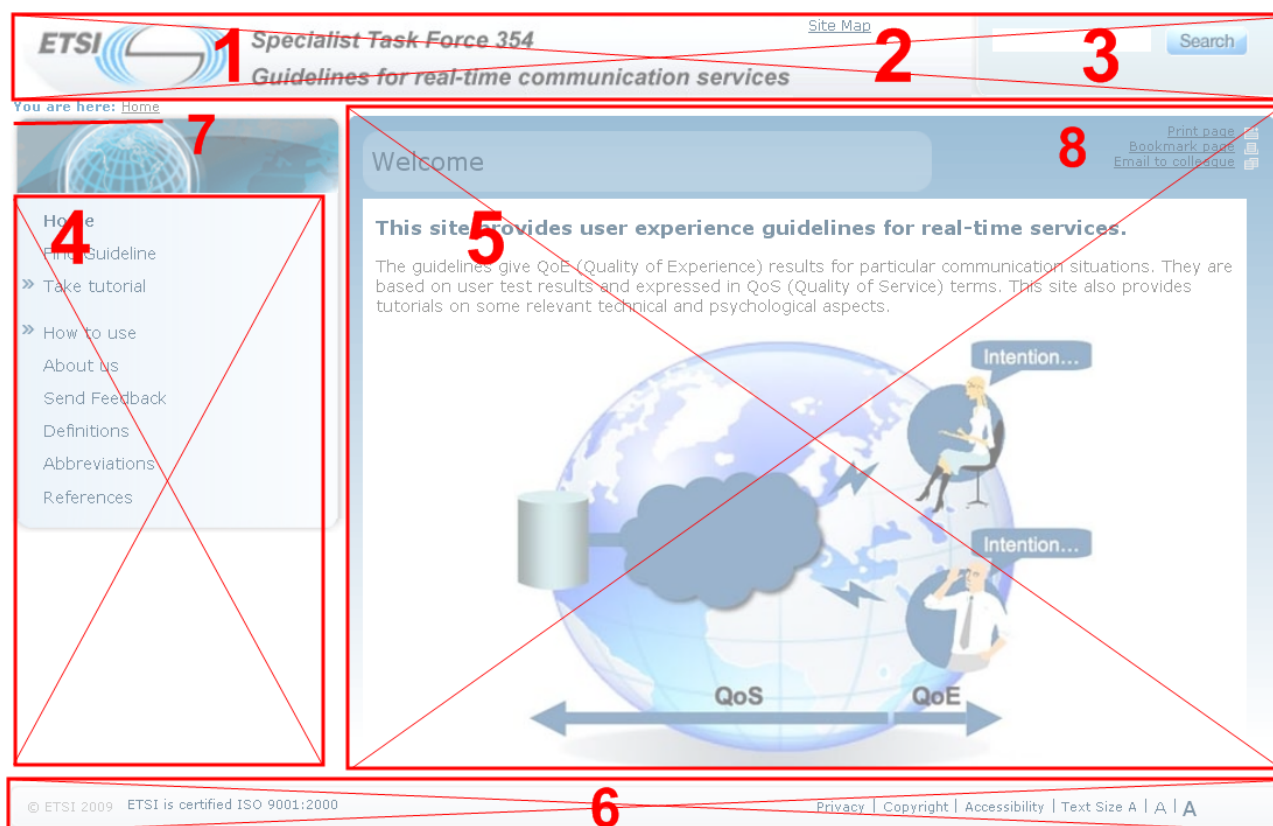 ETSI
1
Specialist Task Force 354
Guidelines for real-time communication services
Site Map
2
3
Search
You are here: Home
7
Welcome
8
Print page
Bookmark page
Email to colleague
4
Home
Find Guideline
» Take tutorial
» How to use
About us
Send Feedback
Definitions
Abbreviations
References
5
This site provides user experience guidelines for real-time services.
The guidelines give QoE (Quality of Experience) results for particular communication situations. They are
based on user test results and expressed in QoS (Quality of Service) terms. This site also provides
tutorials on some relevant technical and psychological aspects.
Intention...
Intention...
QoS
QoE
© ETSI 2009 ETSI is certified ISO 9001:2000
6
Privacy | Copyright | Accessibility | Text Size A | A | A